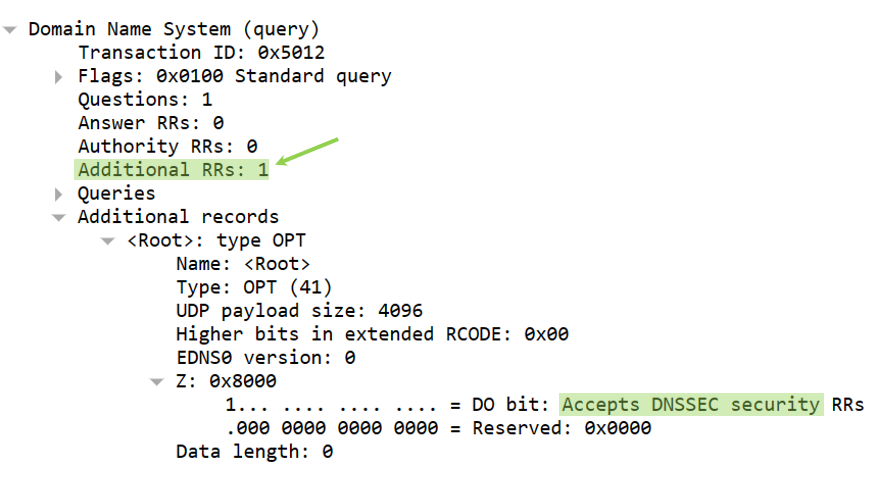 Domain Name System (query)
Transaction ID: 0x5012
Flags: 0x0100 Standard query
Questions: 1
Answer RRs: 0
Authority RRs: 0
Additional RRs: 1
Queries
Additional records
<Root>: type OPT
Name: <Root>
Type: OPT (41)
UDP payload size: 4096
Higher bits in extended RCODE: 0x00
EDNS0 version: 0
Z: 0x8000
1... .... .... .... = DO bit: Accepts DNSSEC security RRs
.000 0000 0000 0000 = Reserved: 0x0000
Data length: 0